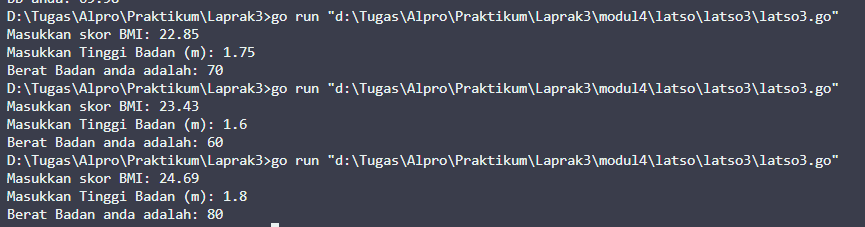 D:\Tugas\Alpro\Praktikum\Laprak3>go run "d:\Tugas\Alpro\Praktikum\Laprak3\modul4\latso\latso3\latso3.go"
Masukkan skor BMI: 22.85
Masukkan Tinggi Badan (m): 1.75
Berat Badan anda adalah: 70
D:\Tugas\Alpro\Praktikum\Laprak3>go run "d:\Tugas\Alpro\Praktikum\Laprak3\modul4\latso\latso3\latso3.go"
Masukkan skor BMI: 23.43
Masukkan Tinggi Badan (m): 1.6
Berat Badan anda adalah: 60
D:\Tugas\Alpro\Praktikum\Laprak3>go run "d:\Tugas\Alpro\Praktikum\Laprak3\modul4\latso\latso3\latso3.go"
Masukkan skor BMI: 24.69
Masukkan Tinggi Badan (m): 1.8
Berat Badan anda adalah: 80